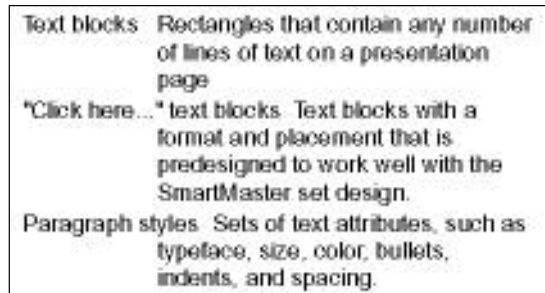 Text blocks Rectangles that contain any number
of lines of text on a presentation
page
"Click here..." text blocks Text blocks with a
format and placement that is
predesigned to work well with the
SmartMaster set design.
Paragraph styles Sets of text attributes, such as
typeface, size, color, bullets,
indents, and spacing.